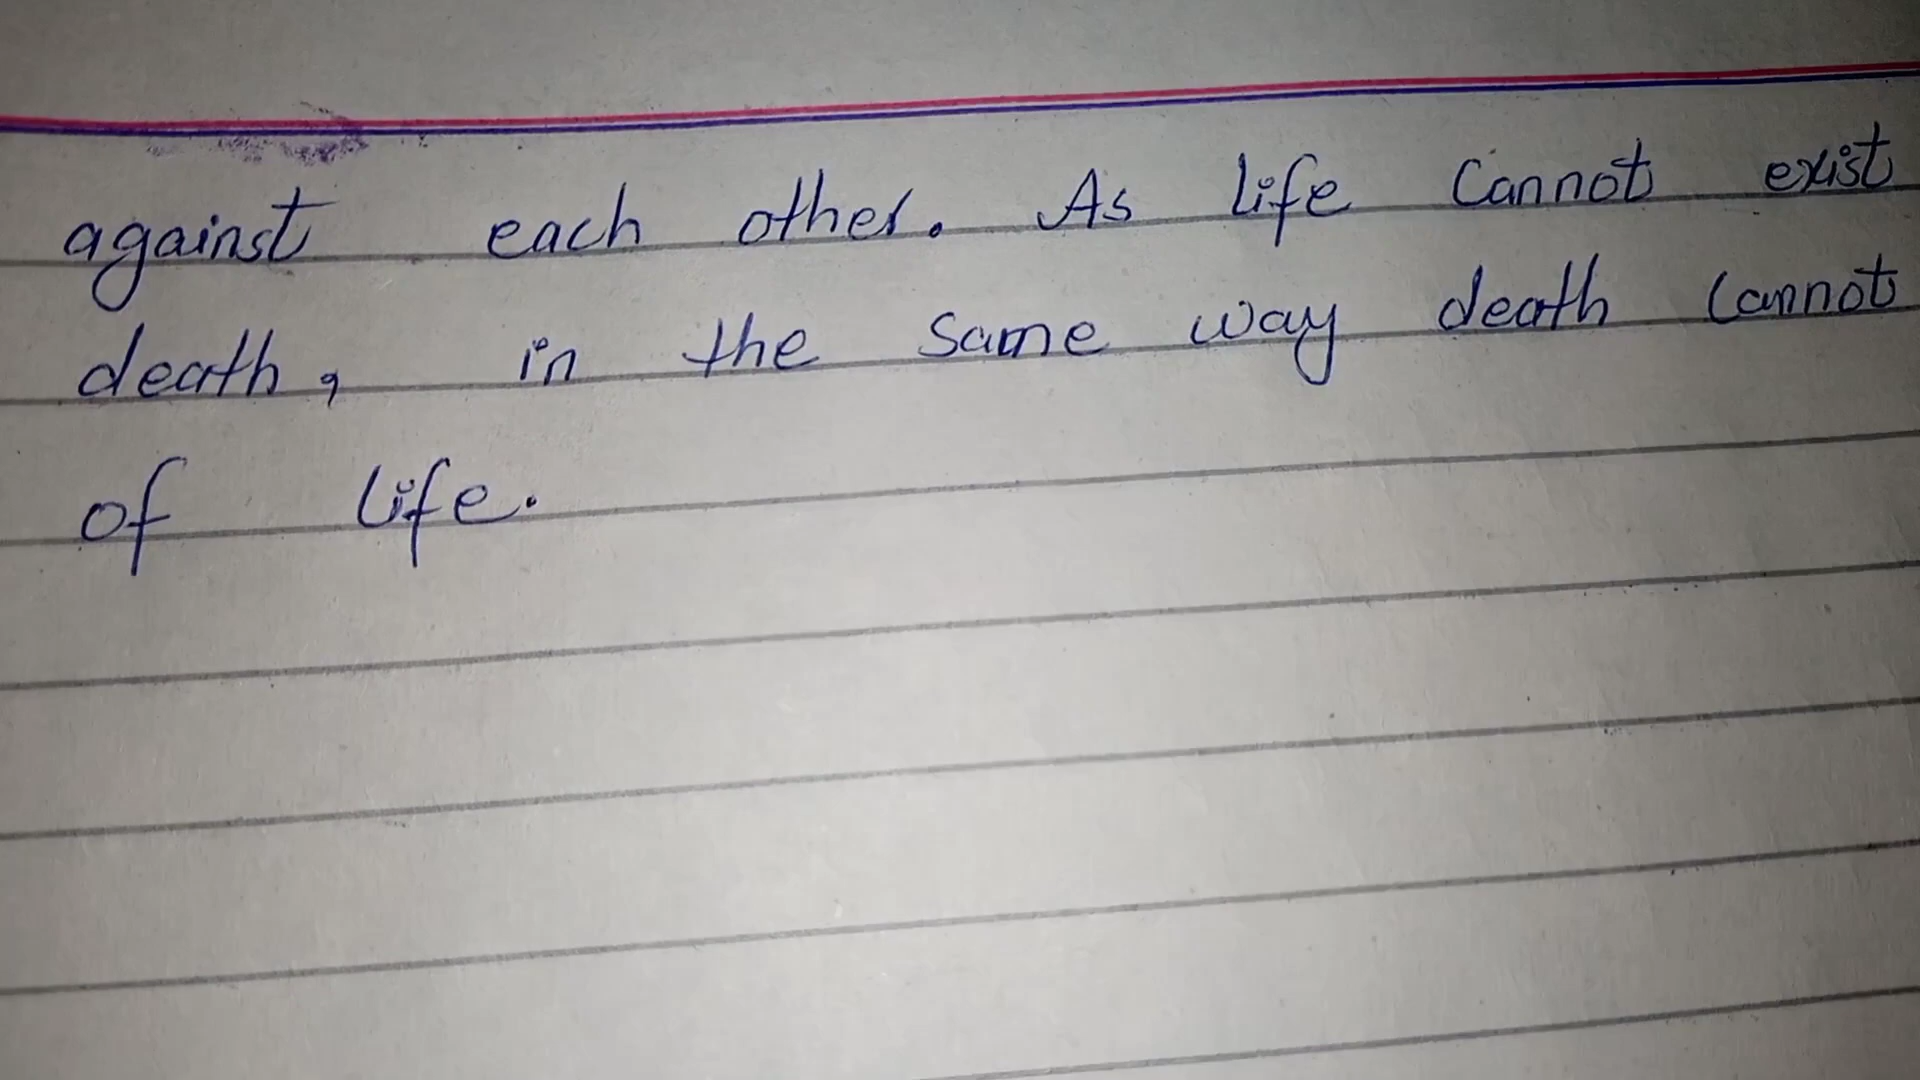 against each other. As life cannot exist
death, in the same way death cannot
of life.